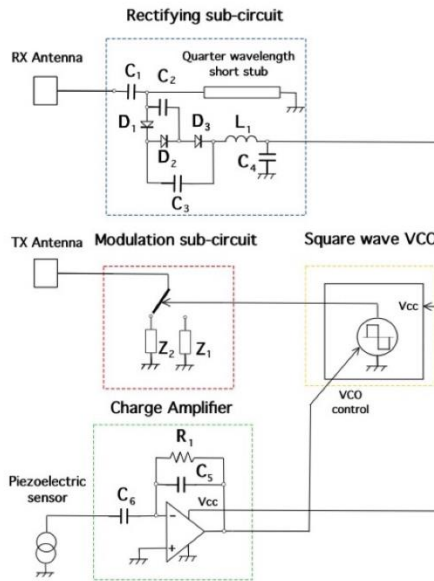 Rectifying sub-circuit
RX Antenna
Quarter wavelength
short stub
C1
C2
D1
D3
L1
D2
C4
C3
TX Antenna
Modulation sub-circuit
Square wave VCO
Vcc
Z2
Z1
VCO
control
Charge Amplifier
R1
Piezoelectric
sensor
C5
C6
Vcc